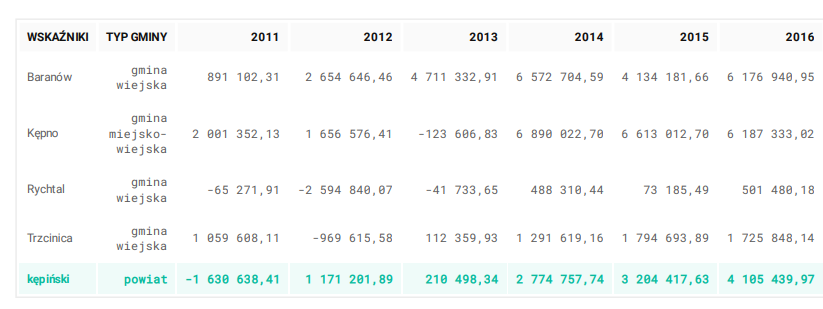 WSKAŹNIKI TYP GMINY 2011 2012 2013 2014 2015 2016
Baranów gmina wiejska 891 102,31 2 654 646,46 4 711 332,91 6 572 704,59 4 134 181,66 6 176 940,95
Kępno gmina miejsko-wiejska 2 001 352,13 1 656 576,41 -123 606,83 6 890 022,70 6 613 012,70 6 187 333,02
Rychtal gmina wiejska -65 271,91 -2 594 840,07 -41 733,65 488 310,44 73 185,49 501 480,18
Trzcinica gmina wiejska 1 059 608,11 -969 615,58 112 359,93 1 291 619,16 1 794 693,89 1 725 848,14
kępiński powiat -1 630 638,41 1 171 201,89 210 498,34 2 774 757,74 3 204 417,63 4 105 439,97